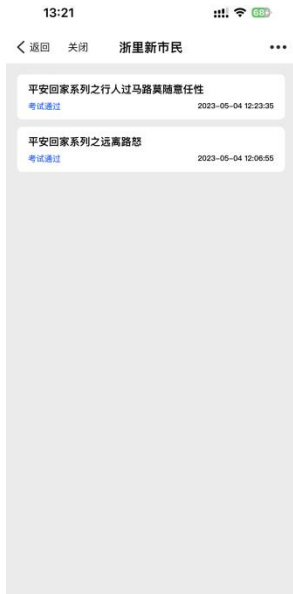 13:21
68
返回 关闭 浙里新市民
平安回家系列之行人过马路莫随意任性
考试通过 2023-05-04 12:23:35
平安回家系列之远离路怒
考试通过 2023-05-04 12:06:55